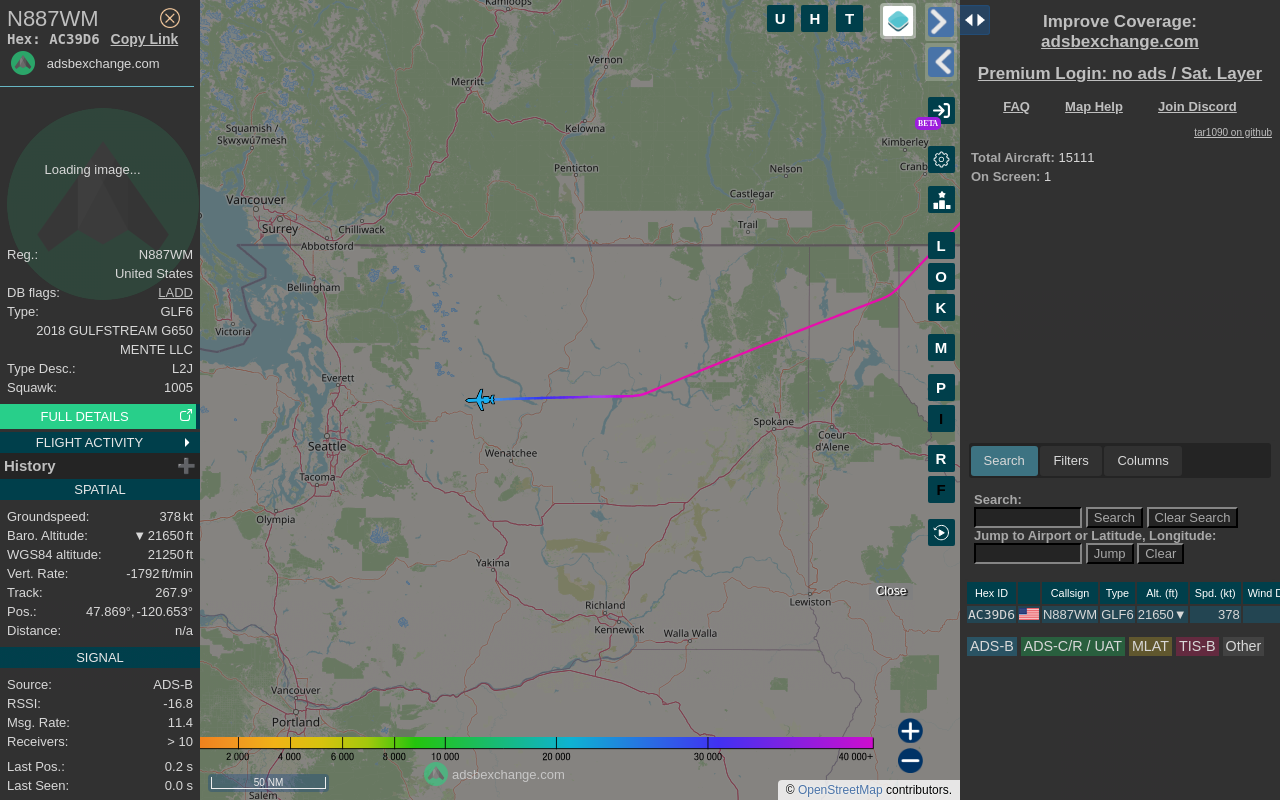 N887WM
Hex: AC39D6 Copy Link
adsbexchange.com
Loading image...
Reg.: N887WM
United States
DB flags: LADD
Type: GLF6
2018 GULFSTREAM G650
MENTE LLC
Type Desc.: L2J
Squawk: 1005
FULL DETAILS
FLIGHT ACTIVITY
History
SPATIAL
Groundspeed: 378 kt
Baro. Altitude: ▼ 21650 ft
WGS84 altitude: 21250 ft
Vert. Rate: -1792 ft/min
Track: 267.9°
Pos.: 47.869°, -120.653°
Distance: n/a
SIGNAL
Source: ADS-B
RSSI: -16.8
Msg. Rate: 11.4
Receivers: > 10
Last Pos.: 0.2 s
Last Seen: 0.0 s
Kamloops
Vernon
Merritt
Kelowna
Squamish /
Sḵwx̱wú7mesh
Kimberley
Penticton
Nelson
Castlegar
Vancouver
Surrey
Chilliwack
Trail
Abbotsford
Bellingham
Victoria
Everett
Spokane
Coeur
d'Alene
Seattle
Wenatchee
Tacoma
Olympia
Yakima
Richland
Lewiston
Kennewick
Walla Walla
Vancouver
Portland
Salem
Close
U H T
BETA
L
O
K
M
P
I
R
F
2 000 4 000 6 000 8 000 10 000 20 000 30 000 40 000+
adsbexchange.com
50 NM
© OpenStreetMap contributors.
Improve Coverage:
adsbexchange.com
Premium Login: no ads / Sat. Layer
FAQ Map Help Join Discord
tar1090 on github
Total Aircraft: 15111
On Screen: 1
Search Filters Columns
Search:
Search Clear Search
Jump to Airport or Latitude, Longitude:
Jump Clear
Hex ID Callsign Type Alt. (ft) Spd. (kt) Wind D
AC39D6 N887WM GLF6 21650▼ 378
ADS-B ADS-C/R / UAT MLAT TIS-B Other